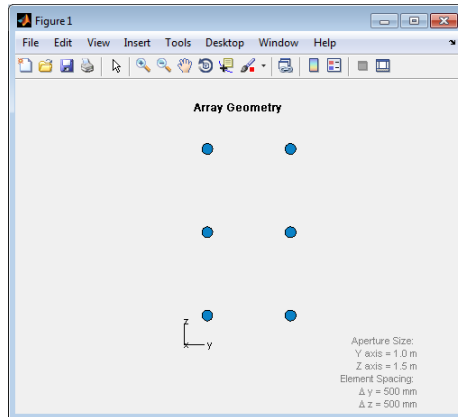 Figure 1
File Edit View Insert Tools Desktop Window Help
Array Geometry
z
x y
Aperture Size:
Y axis = 1.0 m
Z axis = 1.5 m
Element Spacing:
Δ y = 500 mm
Δ z = 500 mm